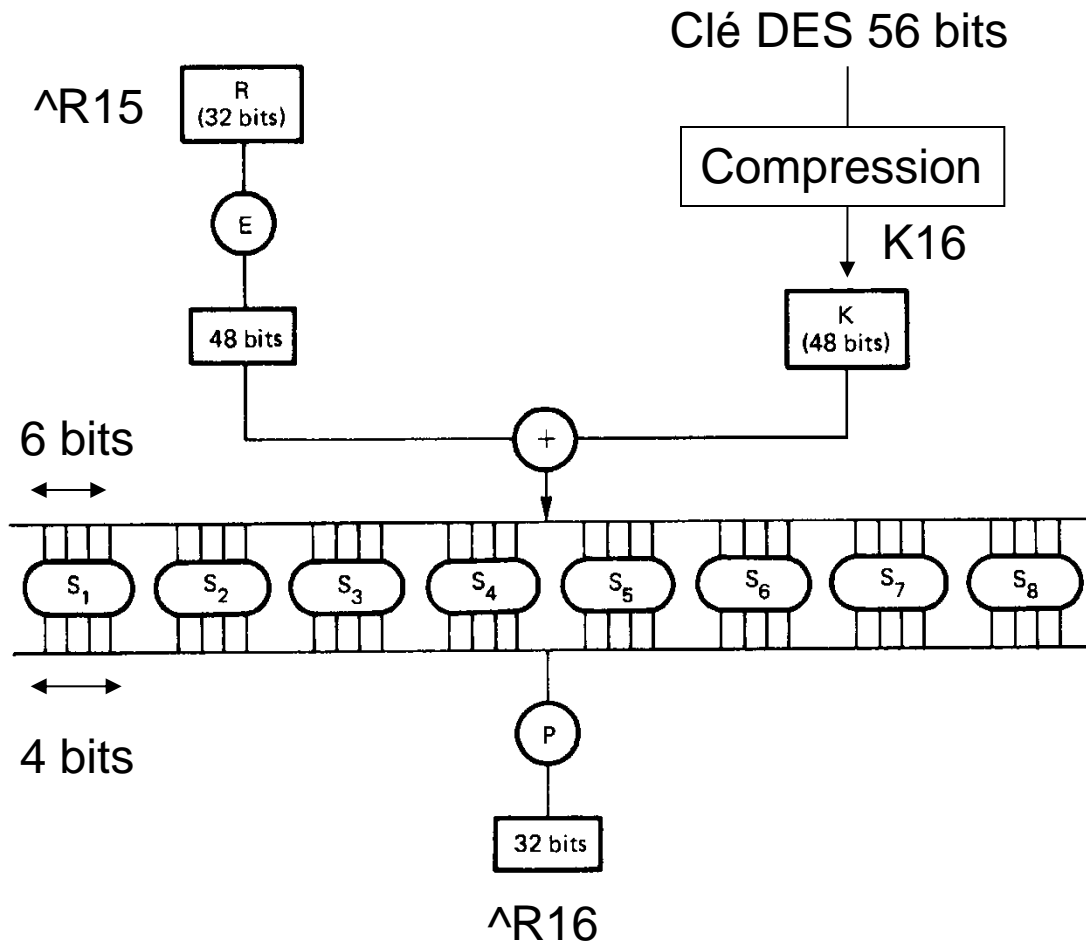 Clé DES 56 bits
^R15
R
(32 bits)
Compression
E
K16
48 bits
K
(48 bits)
+
6 bits
S1 S2 S3 S4 S5 S6 S7 S8
4 bits
P
32 bits
^R16